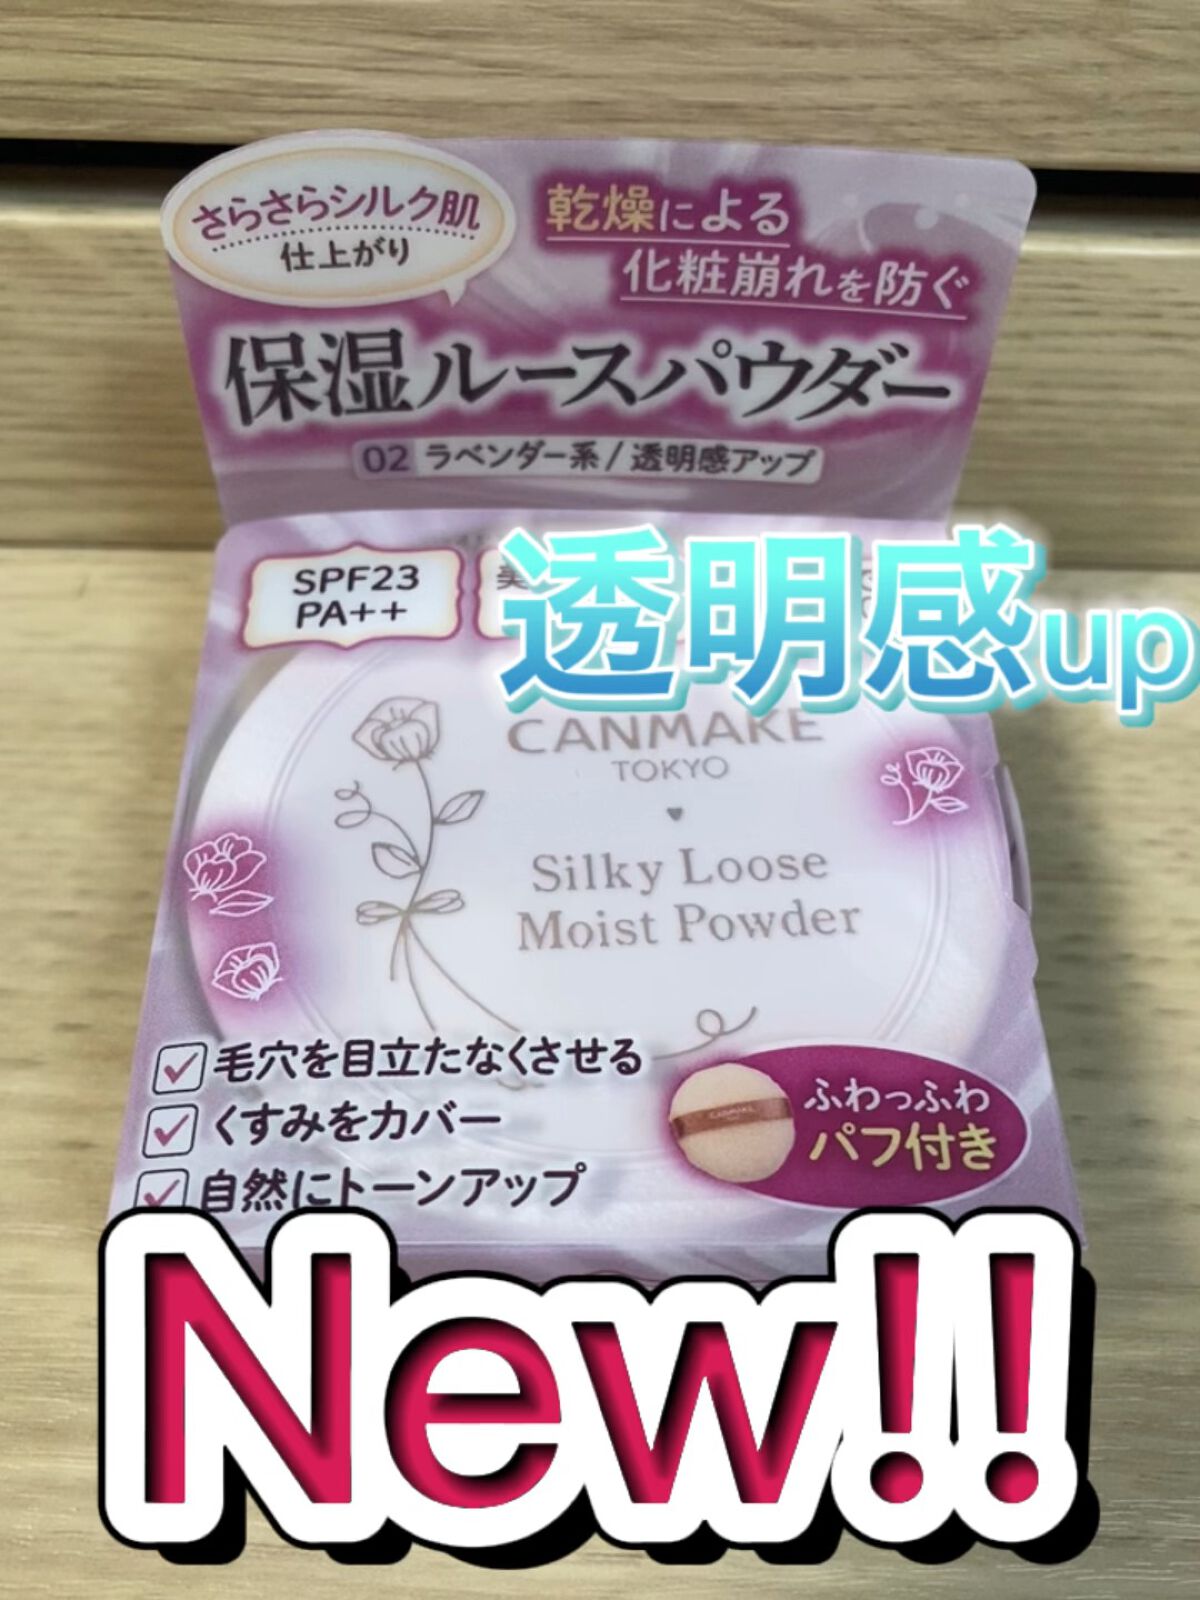 さらさらシルク肌
仕上がり
乾燥による
化粧崩れを防ぐ
保湿ルースパウダー
02 ラベンダー系/透明感アップ
SPF23
PA++
美
透明感up
CANMAKE
TOKYO
Silky Loose
Moist Powder
毛穴を目立たなくさせる
くすみをカバー
自然にトーンアップ
CANMAKE
ふわっふわ
パフ付き
New!!